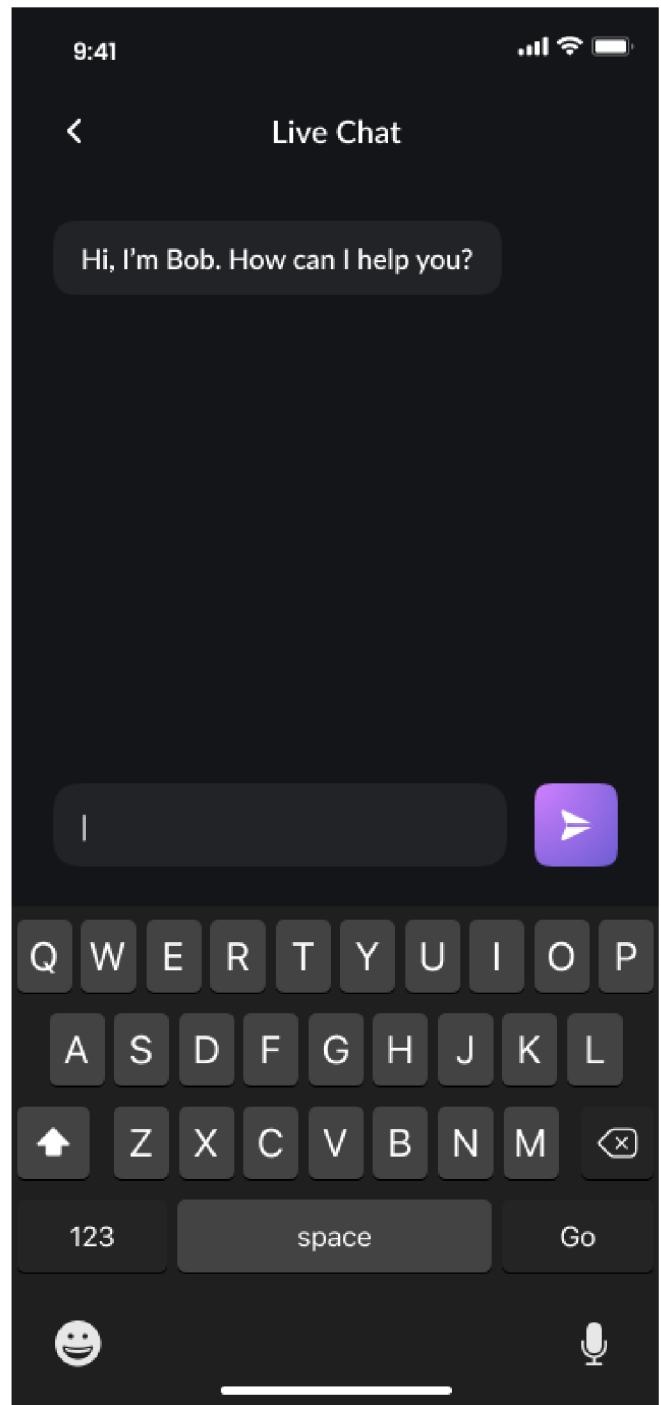 9:41
Live Chat
Hi, I'm Bob. How can I help you?
Q W E R T Y U I O P
A S D F G H J K L
Z X C V B N M
123 space Go